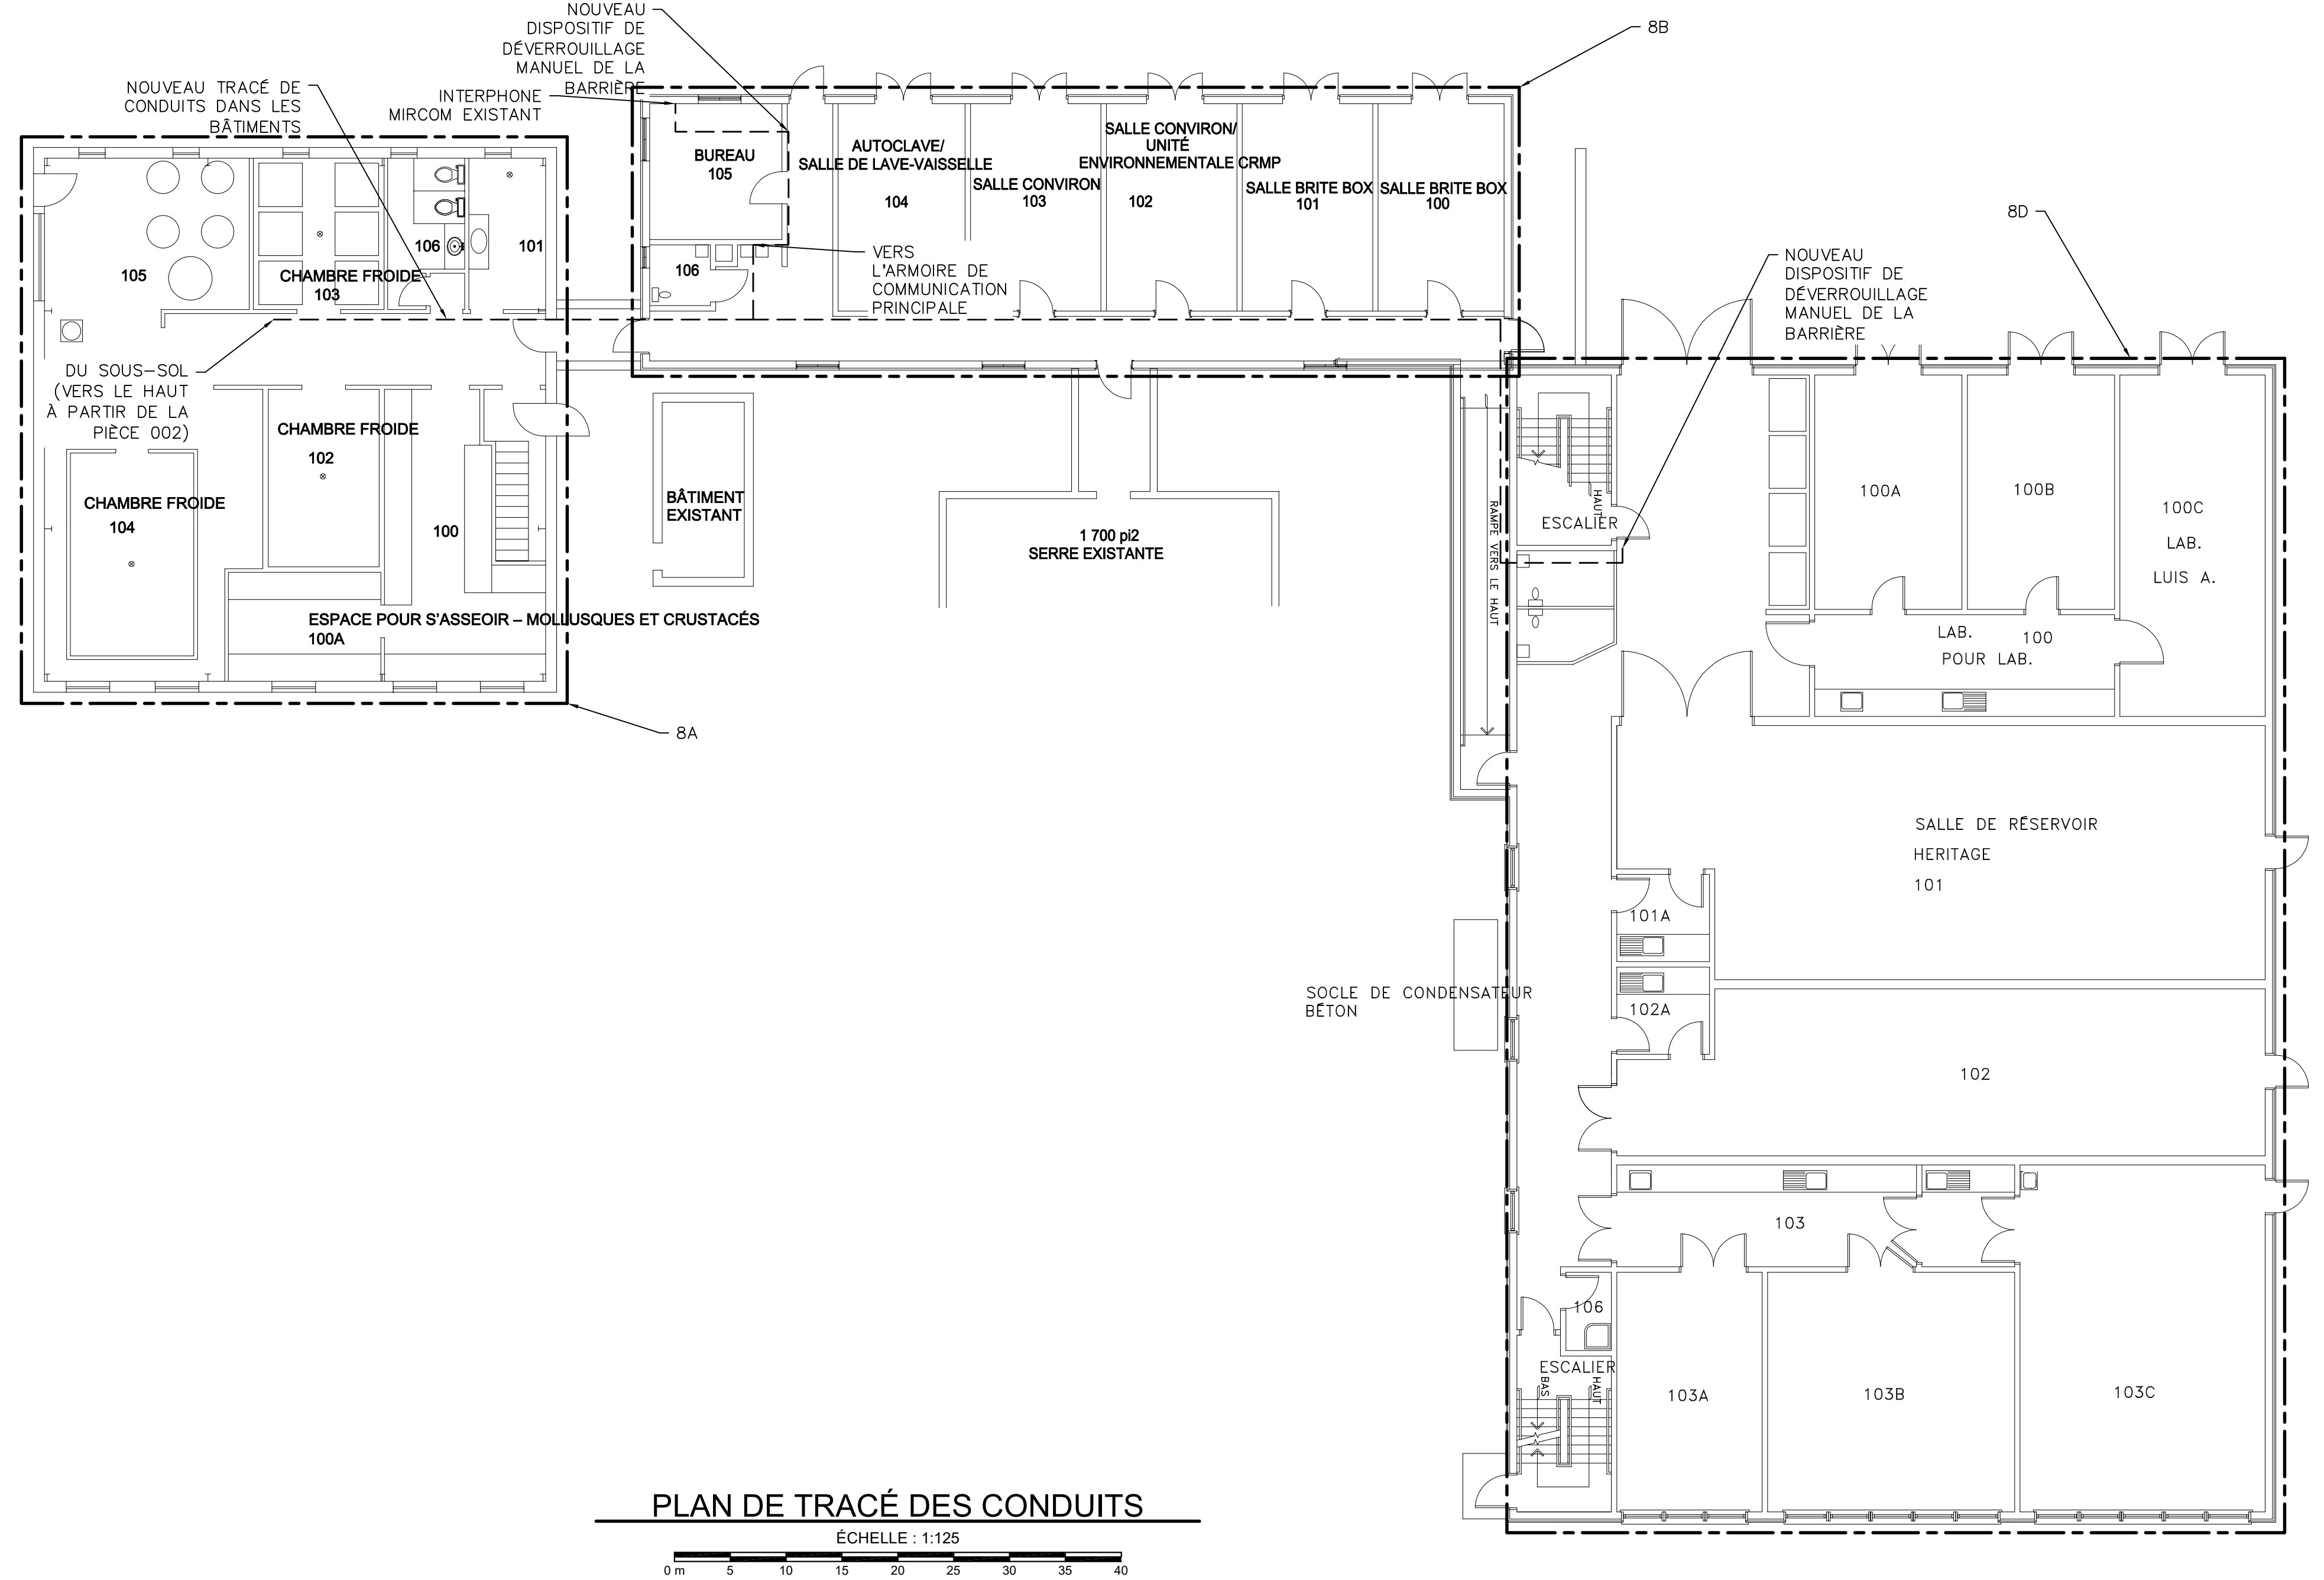 NOUVEAU
DISPOSITIF DE
DÉVERROUILLAGE
MANUEL DE LA
BARRIÈRE
8B
NOUVEAU TRACÉ DE
CONDUITS DANS LES
BÂTIMENTS
INTERPHONE
MIRCOM EXISTANT
BUREAU
105
AUTOCLAVE/
SALLE DE LAVE-VAISSELLE
104
SALLE CONVIRON
103
SALLE CONVIRON/
UNITÉ
ENVIRONNEMENTALE CRMP
102
SALLE BRITE BOX
101
SALLE BRITE BOX
100
106
VERS
L'ARMOIRE DE
COMMUNICATION
PRINCIPALE
105
CHAMBRE FROIDE
103
106
101
DU SOUS-SOL
(VERS LE HAUT
À PARTIR DE LA
PIÈCE 002)
CHAMBRE FROIDE
102
CHAMBRE FROIDE
104
100
ESPACE POUR S'ASSEOIR – MOLLUSQUES ET CRUSTACÉS
100A
8A
BÂTIMENT
EXISTANT
1 700 pi2
SERRE EXISTANTE
8D
NOUVEAU
DISPOSITIF DE
DÉVERROUILLAGE
MANUEL DE LA
BARRIÈRE
RAMPE VERS LE HAUT
HAUT
ESCALIER
100A
100B
100C
LAB.
LUIS A.
LAB.
100
POUR LAB.
SALLE DE RÉSERVOIR
HERITAGE
101
101A
SOCLE DE CONDENSATEUR
BÉTON
102A
102
103
106
ESCALIER
BAS
HAUT
103A
103B
103C
PLAN DE TRACÉ DES CONDUITS
ÉCHELLE : 1:125
0 m 5 10 15 20 25 30 35 40